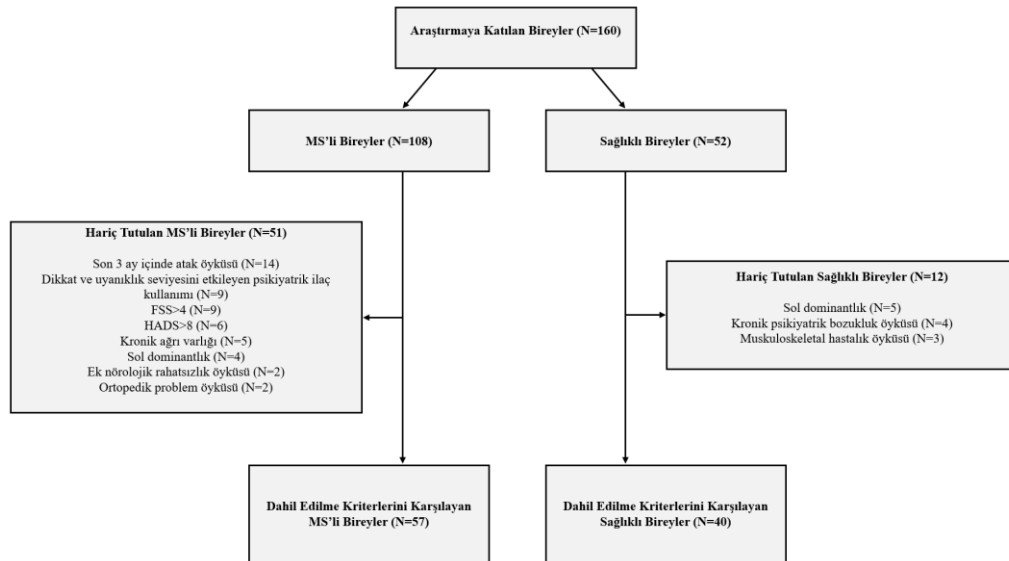 Araştırmaya Katılan Bireyler (N=160)
MS'li Bireyler (N=108)
Sağlıklı Bireyler (N=52)
Hariç Tutulan MS'li Bireyler (N=51)
Son 3 ay içinde atak öyküsü (N=14)
Dikkat ve uyanıklık seviyesini etkileyen psikiyatrik ilaç
kullanımı (N=9)
FSS>4 (N=9)
HADS>8 (N=6)
Kronik ağrı varlığı (N=5)
Sol dominantlık (N=4)
Ek nörolojik rahatsızlık öyküsü (N=2)
Ortopedik problem öyküsü (N=2)
Hariç Tutulan Sağlıklı Bireyler (N=12)
Sol dominantlık (N=5)
Kronik psikiyatrik bozukluk öyküsü (N=4)
Muskuloskeletal hastalık öyküsü (N=3)
Dahil Edilme Kriterlerini Karşılayan
MS'li Bireyler (N=57)
Dahil Edilme Kriterlerini Karşılayan
Sağlıklı Bireyler (N=40)